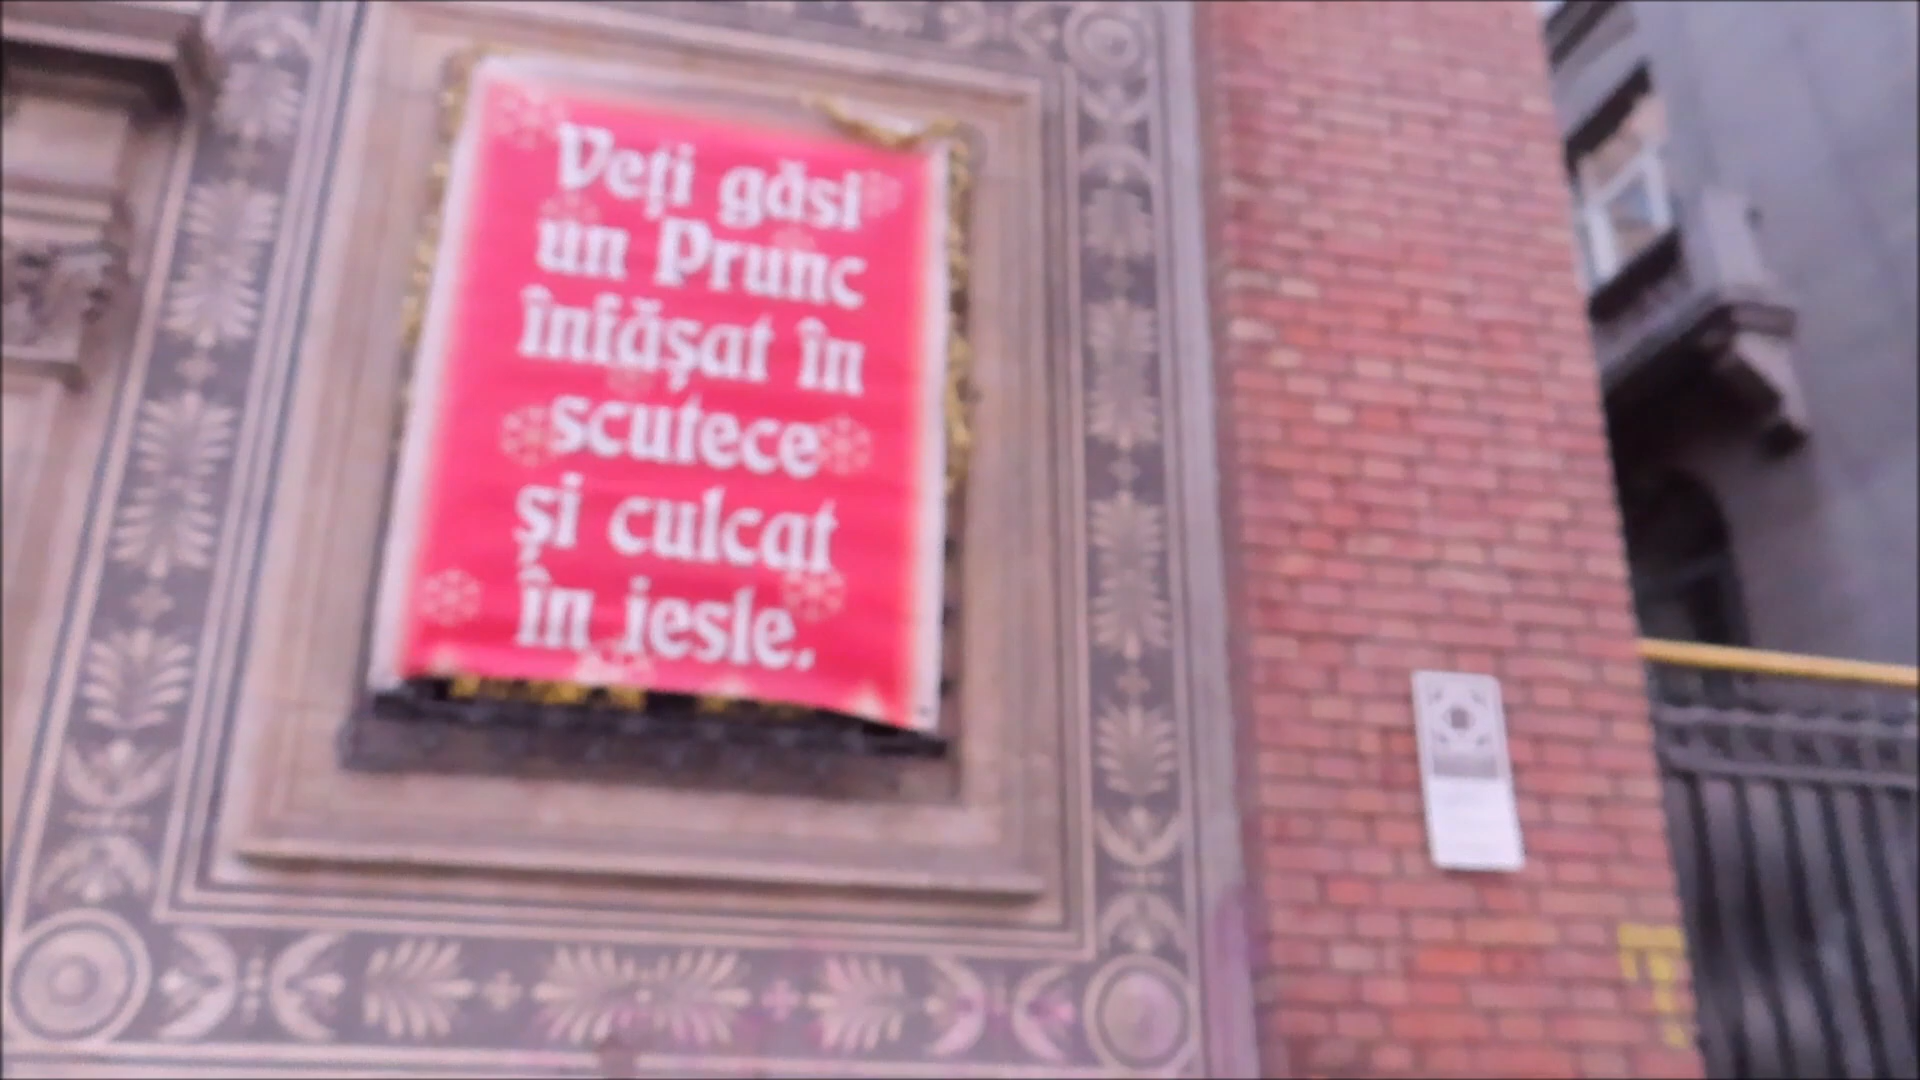 Veți găsi
un Prunc
înfășat în
scutece
și culcat
în iesle.